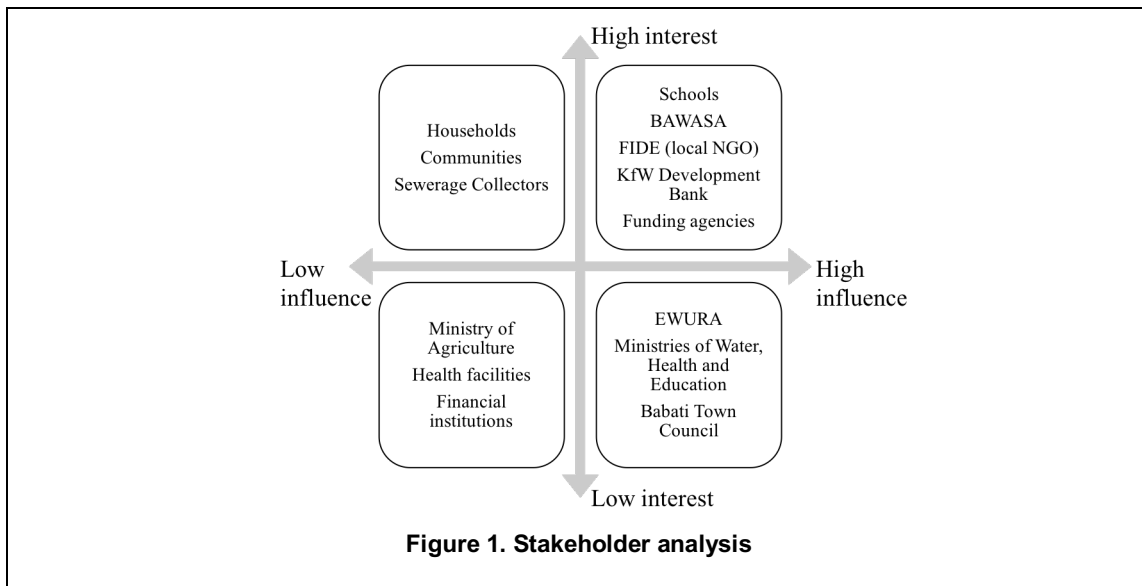 High interest
Households
Communities
Sewerage Collectors
Schools
BAWASA
FIDE (local NGO)
KfW Development
Bank
Funding agencies
Low
influence
High
influence
Ministry of
Agriculture
Health facilities
Financial
institutions
EWURA
Ministries of Water,
Health and
Education
Babati Town
Council
Low interest
Figure 1. Stakeholder analysis